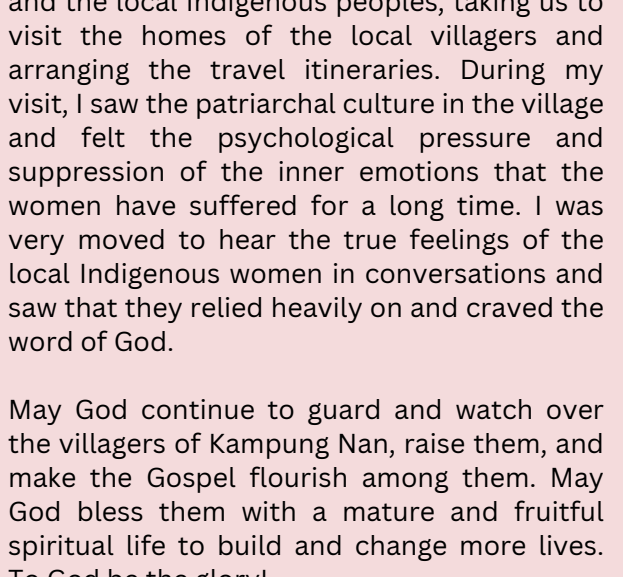 and the local Indigenous peoples, taking us to
visit the homes of the local villagers and
arranging the travel itineraries. During my
visit, I saw the patriarchal culture in the village
and felt the psychological pressure and
suppression of the inner emotions that the
women have suffered for a long time. I was
very moved to hear the true feelings of the
local Indigenous women in conversations and
saw that they relied heavily on and craved the
word of God.
May God continue to guard and watch over
the villagers of Kampung Nan, raise them, and
make the Gospel flourish among them. May
God bless them with a mature and fruitful
spiritual life to build and change more lives.
To God be the glory!